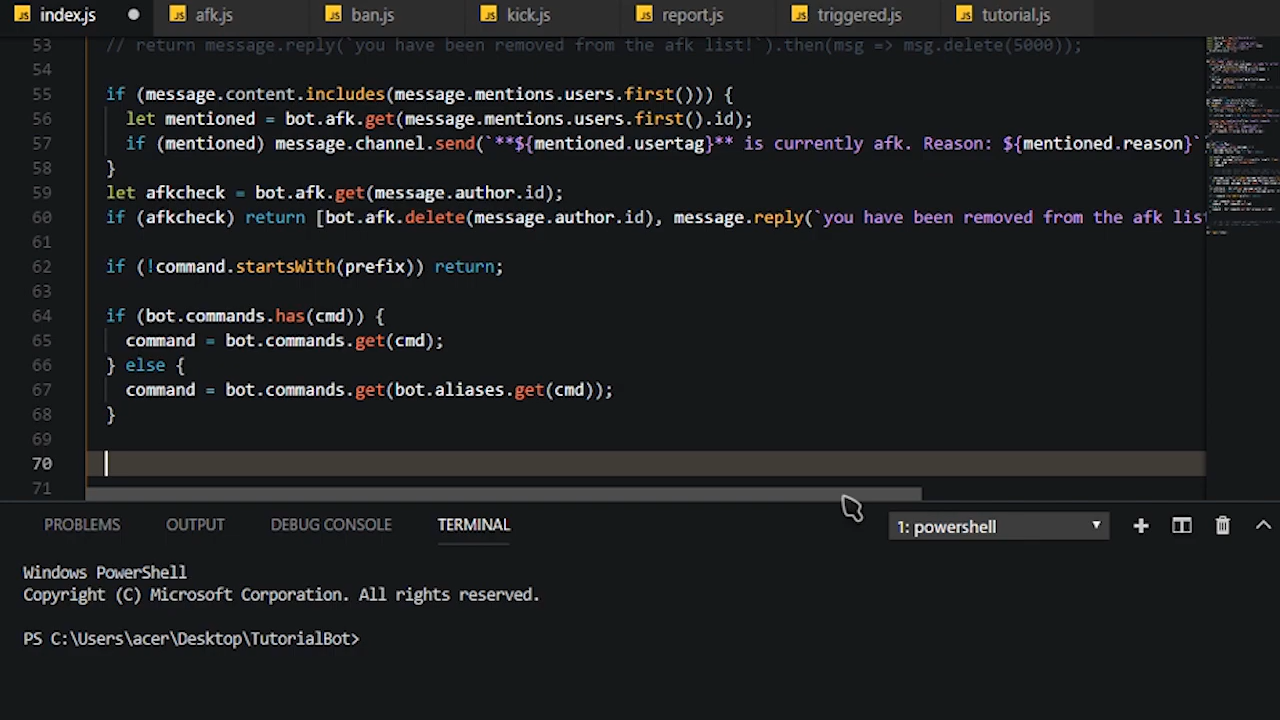 JS index.js JS afk.js JS ban.js JS kick.js JS report.js JS triggered.js JS tutorial.js
53 // return message.reply(`you have been removed from the afk list!`).then(msg => msg.delete(5000));
54
55 if (message.content.includes(message.mentions.users.first())) {
56 let mentioned = bot.afk.get(message.mentions.users.first().id);
57 if (mentioned) message.channel.send(`**${mentioned.usertag}** is currently afk. Reason: ${mentioned.reason}`
58 }
59 let afkcheck = bot.afk.get(message.author.id);
60 if (afkcheck) return [bot.afk.delete(message.author.id), message.reply(`you have been removed from the afk lis
61
62 if (!command.startsWith(prefix)) return;
63
64 if (bot.commands.has(cmd)) {
65 command = bot.commands.get(cmd);
66 } else {
67 command = bot.commands.get(bot.aliases.get(cmd));
68 }
69
70
71
PROBLEMS OUTPUT DEBUG CONSOLE TERMINAL 1: powershell
Windows PowerShell
Copyright (C) Microsoft Corporation. All rights reserved.
PS C:\Users\acer\Desktop\TutorialBot>